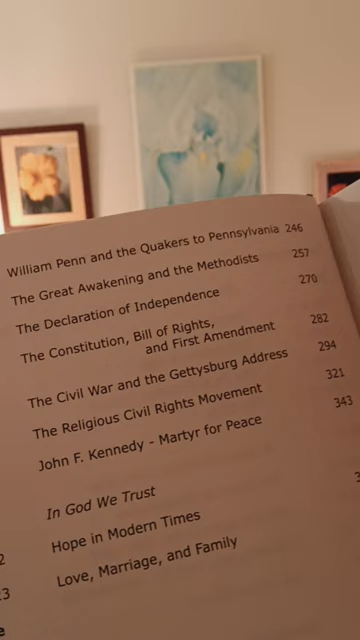 William Penn and the Quakers to Pennsylvania 246
The Great Awakening and the Methodists 257
The Declaration of Independence 270
The Constitution, Bill of Rights,
and First Amendment 282
The Civil War and the Gettysburg Address 294
The Religious Civil Rights Movement 321
John F. Kennedy - Martyr for Peace 343
In God We Trust
Hope in Modern Times
Love, Marriage, and Family